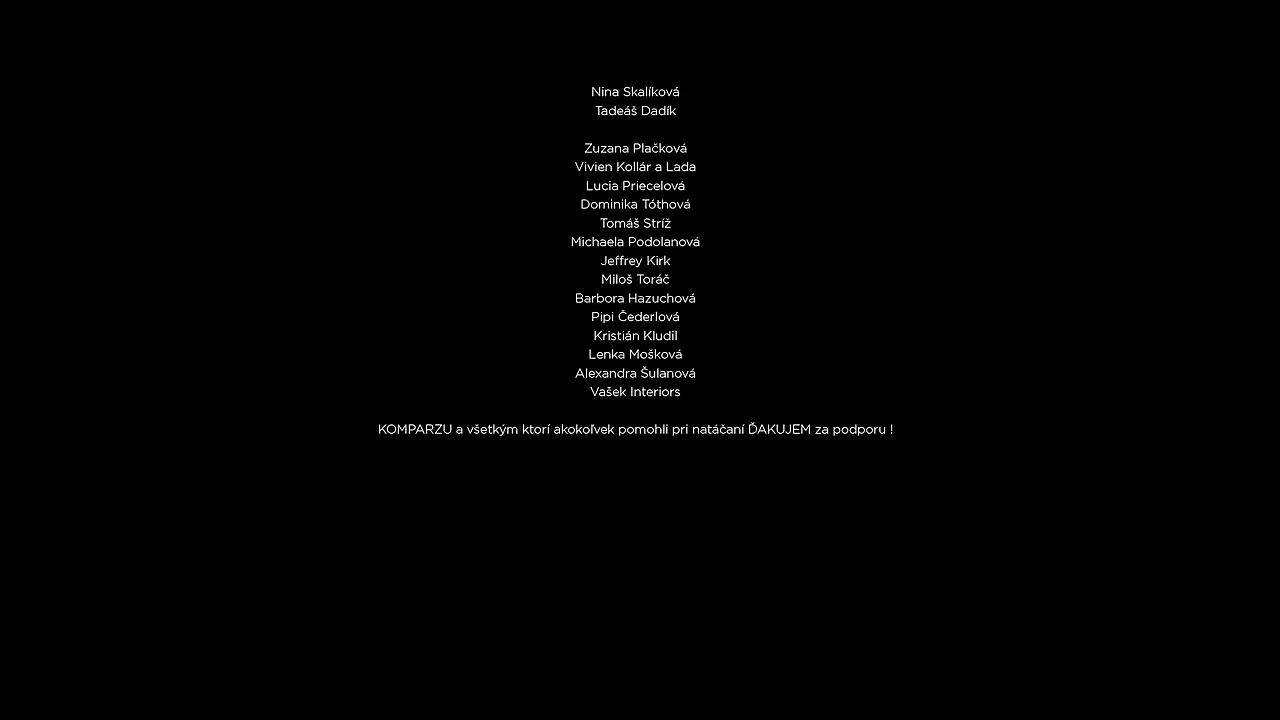 Nina Skalíková
Tadeáš Dadík
Zuzana Plačková
Vivien Kollár a Lada
Lucia Priecelová
Dominika Tóthová
Tomáš Stríž
Michaela Podolanová
Jeffrey Kirk
Miloš Toráč
Barbora Hazuchová
Pipi Čederlová
Kristián Kludil
Lenka Mošková
Alexandra Šulanová
Vašek Interiors
KOMPARZU a všetkým ktorí akokoľvek pomohli pri natáčaní ĎAKUJEM za podporu !